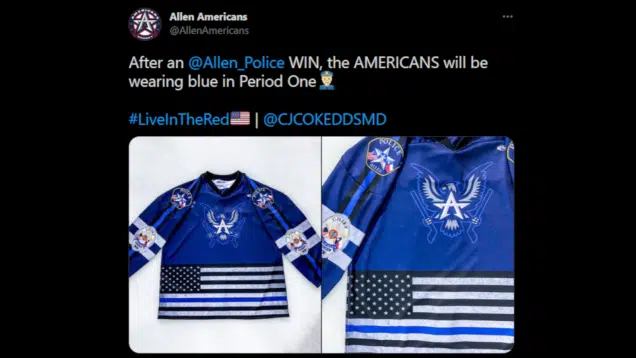 Allen Americans
@AllenAmericans
After an @Allen_Police WIN, the AMERICANS will be
wearing blue in Period One👮🏻
#LiveInTheRed🇺🇸 | @CJCOKEDDSMD
POLICE